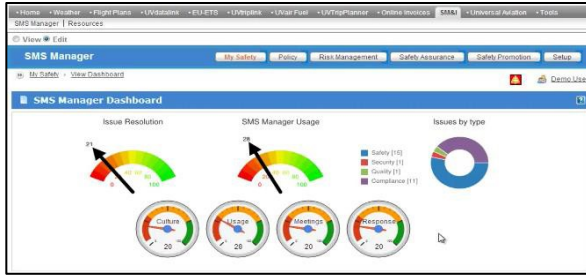 Home Weather Flight Plans UVdatalink EU-ETS UVtriplink UVair Fuel UVTripPlanner Online Invoices SM&I Universal Aviation Tools
SMS Manager | Resources
View Edit
SMS Manager My Safety Policy Risk Management Safety Assurance Safety Promotion Setup
My Safety - View Dashboard Demo Use
SMS Manager Dashboard
Issue Resolution SMS Manager Usage Issues by type
21 28
Safety [15]
Security [1]
Quality [1]
Compliance [11]
0 100 0 100
Culture Usage Meetings Response
20 28 20 20